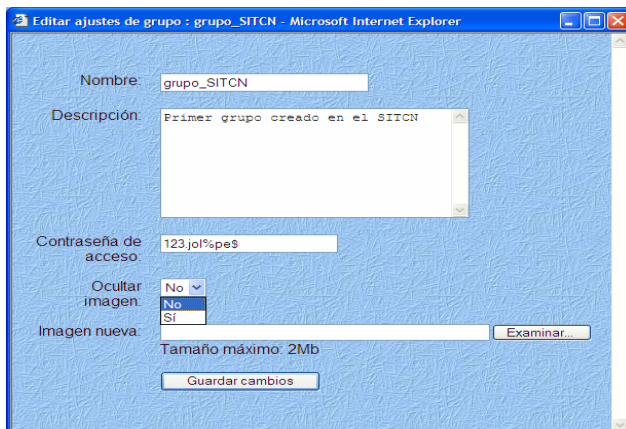 Editar ajustes de grupo : grupo_SITCN - Microsoft Internet Explorer
Nombre: grupo_SITCN
Descripción: Primer grupo creado en el SITCN
Contraseña de acceso: 123.jol%pe$
Ocultar imagen: No
No
Sí
Imagen nueva: Examinar...
Tamaño máximo: 2Mb
Guardar cambios